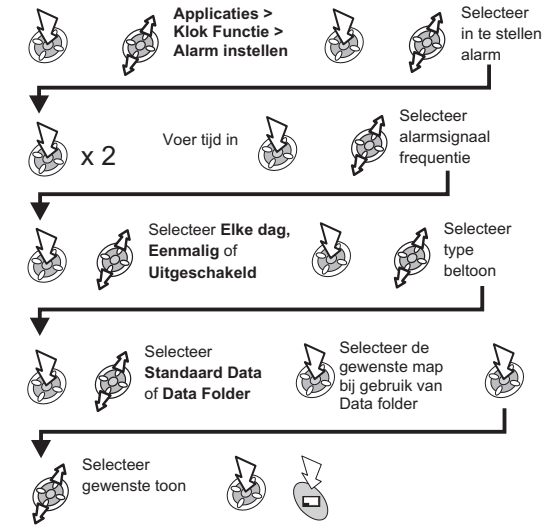 Applicaties >
Klok Functie >
Alarm instellen
Selecteer
in te stellen
alarm
x 2
Voer tijd in
Selecteer
alarmsignaal
frequentie
Selecteer Elke dag,
Eenmalig of
Uitgeschakeld
Selecteer
type
beltoon
Selecteer
Standaard Data
of Data Folder
Selecteer de
gewenste map
bij gebruik van
Data folder
Selecteer
gewenste toon